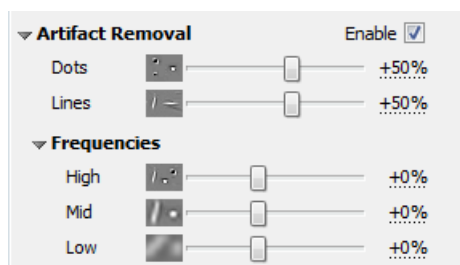 Artifact Removal Enable
Dots +50%
Lines +50%
Frequencies
High +0%
Mid +0%
Low +0%